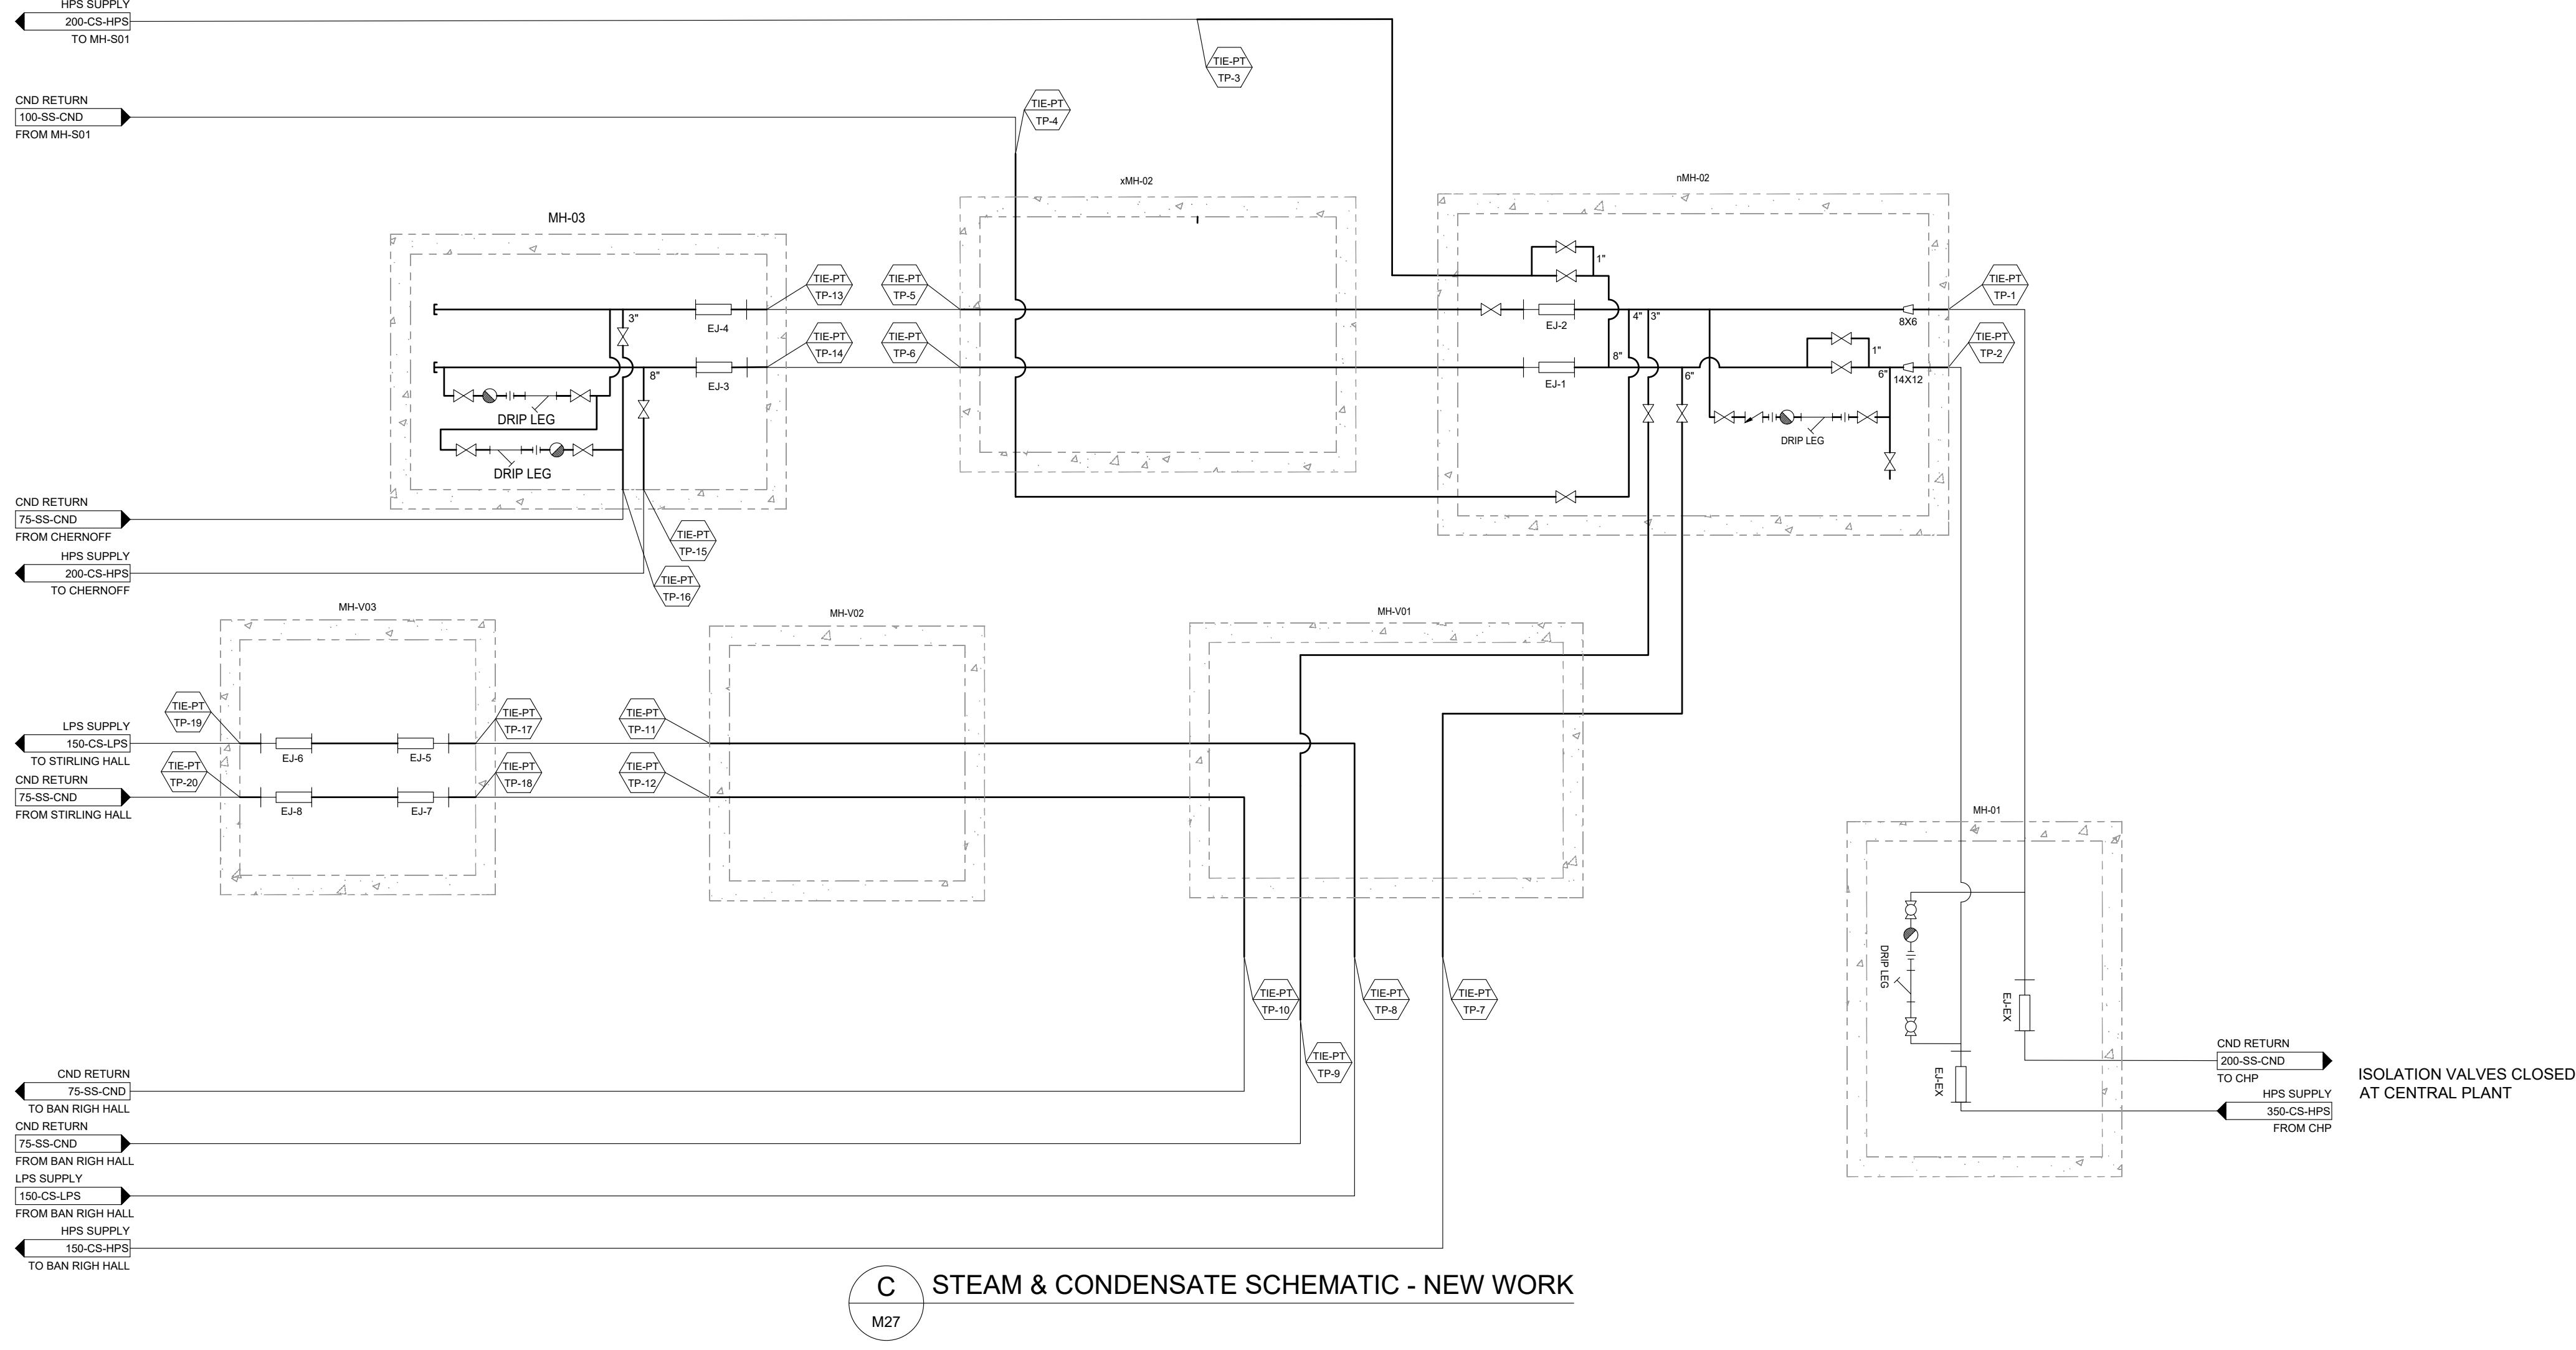 HPS SUPPLY
200-CS-HPS
TO MH-S01
TIE-PT
TP-3
CND RETURN
100-SS-CND
FROM MH-S01
TIE-PT
TP-4
xMH-02
nMH-02
MH-03
TIE-PT
TP-13
TIE-PT
TP-5
1"
TIE-PT
TP-1
3"
EJ-4
EJ-2
4"
3"
8X6
TIE-PT
TP-14
TIE-PT
TP-6
8"
1"
TIE-PT
TP-2
8"
EJ-3
EJ-1
6"
6"
14X12
DRIP LEG
DRIP LEG
DRIP LEG
CND RETURN
75-SS-CND
FROM CHERNOFF
TIE-PT
TP-15
HPS SUPPLY
200-CS-HPS
TO CHERNOFF
TIE-PT
TP-16
MH-V03
MH-V02
MH-V01
TIE-PT
TP-19
TIE-PT
TP-17
TIE-PT
TP-11
LPS SUPPLY
150-CS-LPS
TO STIRLING HALL
EJ-6
EJ-5
TIE-PT
TP-20
TIE-PT
TP-18
TIE-PT
TP-12
CND RETURN
75-SS-CND
FROM STIRLING HALL
EJ-8
EJ-7
MH-01
DRIP LEG
EJ-EX
EJ-EX
TIE-PT
TP-10
TIE-PT
TP-8
TIE-PT
TP-7
TIE-PT
TP-9
CND RETURN
200-SS-CND
TO CHP
HPS SUPPLY
350-CS-HPS
FROM CHP
ISOLATION VALVES CLOSED
AT CENTRAL PLANT
CND RETURN
75-SS-CND
TO BAN RIGH HALL
CND RETURN
75-SS-CND
FROM BAN RIGH HALL
LPS SUPPLY
150-CS-LPS
FROM BAN RIGH HALL
HPS SUPPLY
150-CS-HPS
TO BAN RIGH HALL
C
M27
STEAM & CONDENSATE SCHEMATIC - NEW WORK